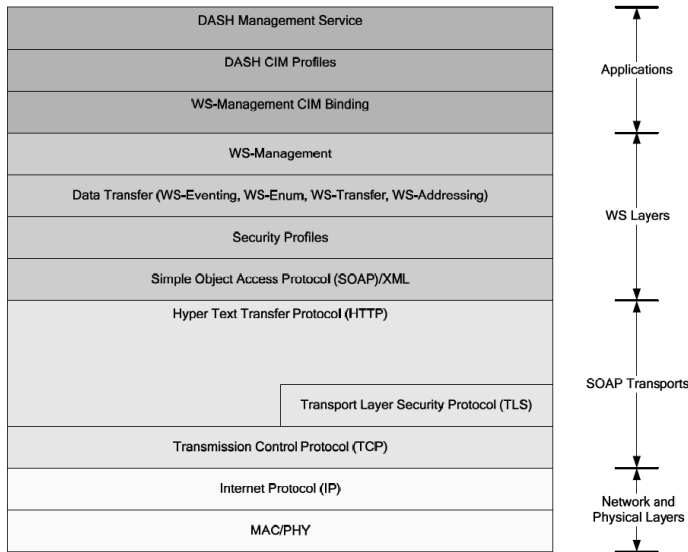 DASH Management Service
DASH CIM Profiles
WS-Management CIM Binding
WS-Management
Data Transfer (WS-Eventing, WS-Enum, WS-Transfer, WS-Addressing)
Security Profiles
Simple Object Access Protocol (SOAP)/XML
Hyper Text Transfer Protocol (HTTP)
Transport Layer Security Protocol (TLS)
Transmission Control Protocol (TCP)
Internet Protocol (IP)
MAC/PHY
Applications
WS Layers
SOAP Transports
Network and
Physical Layers